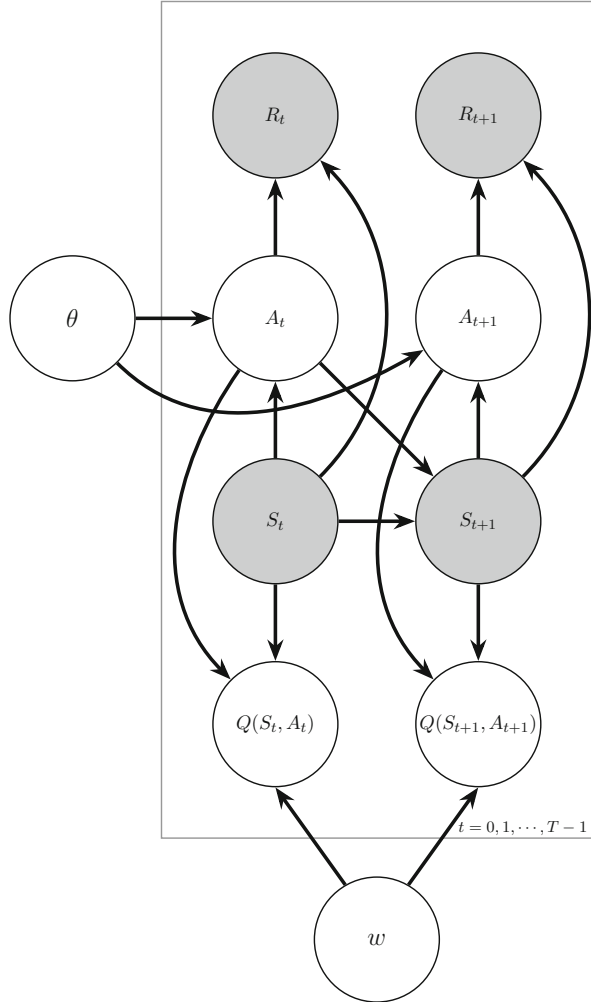 R_t R_{t+1}
θ A_t A_{t+1}
S_t S_{t+1}
Q(S_t, A_t) Q(S_{t+1}, A_{t+1})
t = 0, 1, ⋯, T − 1
w